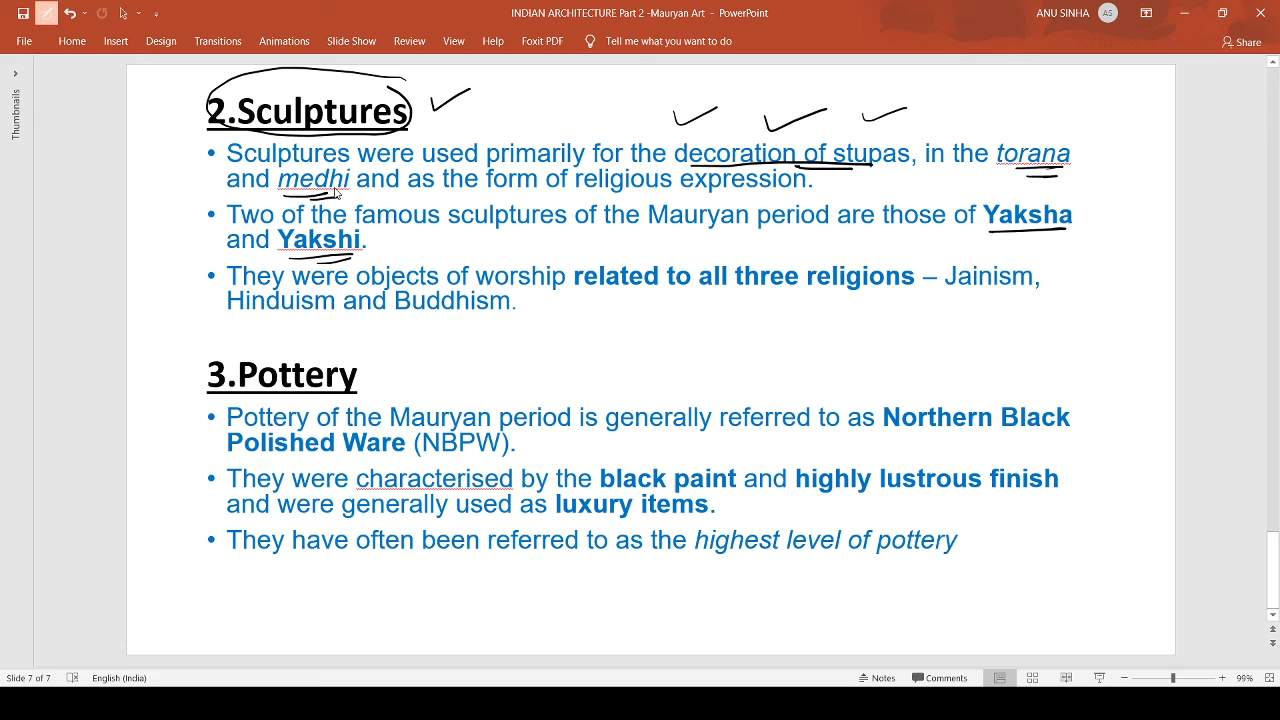 INDIAN ARCHITECTURE Part 2 -Mauryan Art - PowerPoint
ANU SINHA
AS
File Home Insert Design Transitions Animations Slide Show Review View Help Foxit PDF Tell me what you want to do
Share
Thumbnails
2.Sculptures
• Sculptures were used primarily for the decoration of stupas, in the torana
and medhi and as the form of religious expression.
• Two of the famous sculptures of the Mauryan period are those of Yaksha
and Yakshi.
• They were objects of worship related to all three religions – Jainism,
Hinduism and Buddhism.
3.Pottery
• Pottery of the Mauryan period is generally referred to as Northern Black
Polished Ware (NBPW).
• They were characterised by the black paint and highly lustrous finish
and were generally used as luxury items.
• They have often been referred to as the highest level of pottery
Slide 7 of 7 English (India) Notes Comments 99%